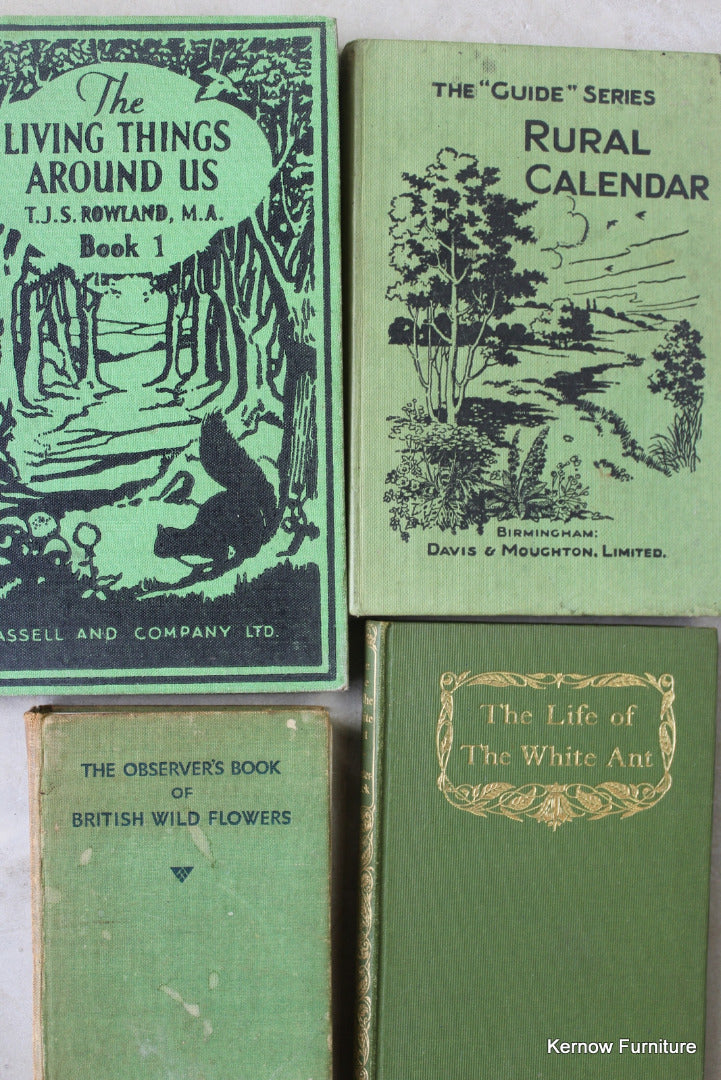 The
LIVING THINGS
AROUND US
T.J.S. ROWLAND, M.A.
Book 1
ASSELL AND COMPANY LTD.
THE "GUIDE" SERIES
RURAL
CALENDAR
BIRMINGHAM:
DAVIS & MOUGHTON, LIMITED.
THE OBSERVER'S BOOK
OF
BRITISH WILD FLOWERS
The Life of
The White Ant
Kernow Furniture